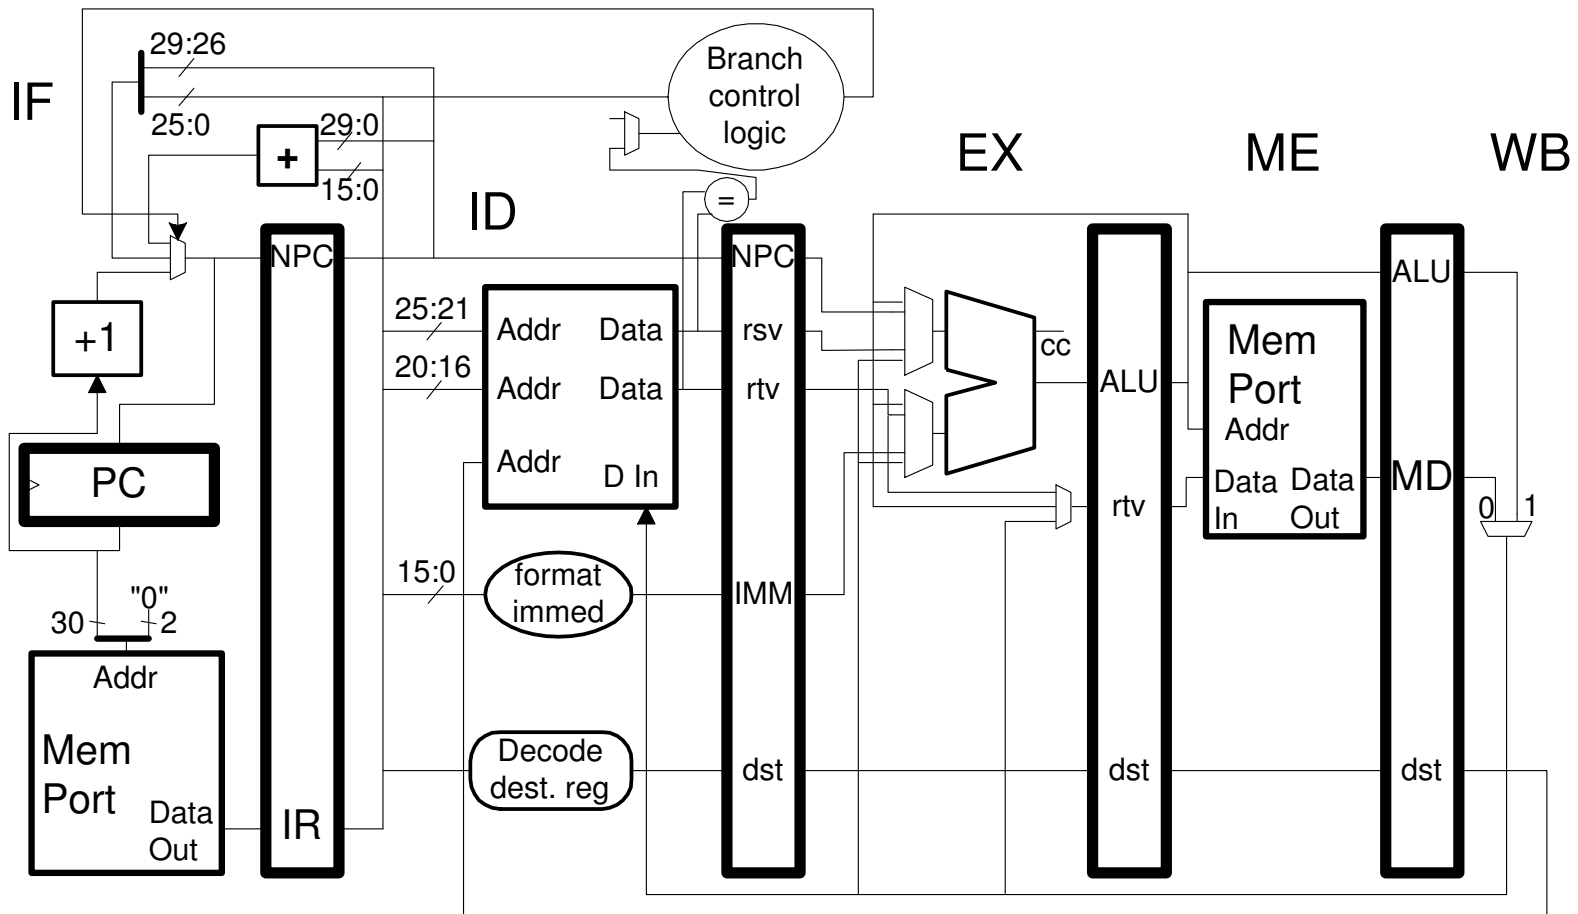 29:26
Branch
control
logic
IF
25:0
29:0
+
15:0
EX
ME
WB
ID
=
NPC
NPC
ALU
+1
25:21
Addr
Data
rsv
cc
Mem
Port
20:16
Addr
Data
rtv
ALU
Addr
PC
Addr
D In
rtv
Data
In
Data
Out
MD
0
1
15:0
format
immed
IMM
"0"
30
2
Addr
Mem
Port
Data
Out
IR
Decode
dest. reg
dst
dst
dst